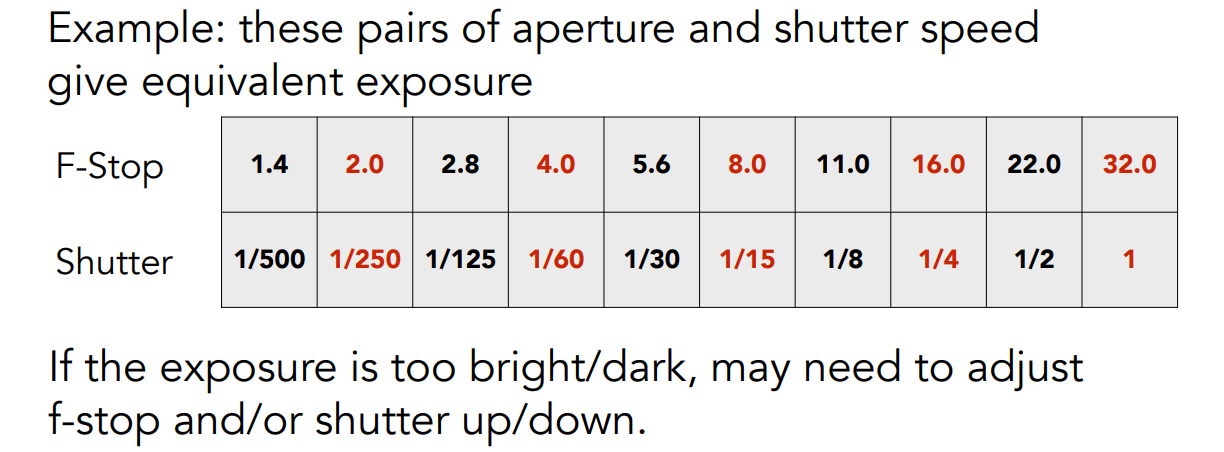 Example: these pairs of aperture and shutter speed
give equivalent exposure
F-Stop 1.4 2.0 2.8 4.0 5.6 8.0 11.0 16.0 22.0 32.0
Shutter 1/500 1/250 1/125 1/60 1/30 1/15 1/8 1/4 1/2 1
If the exposure is too bright/dark, may need to adjust
f-stop and/or shutter up/down.